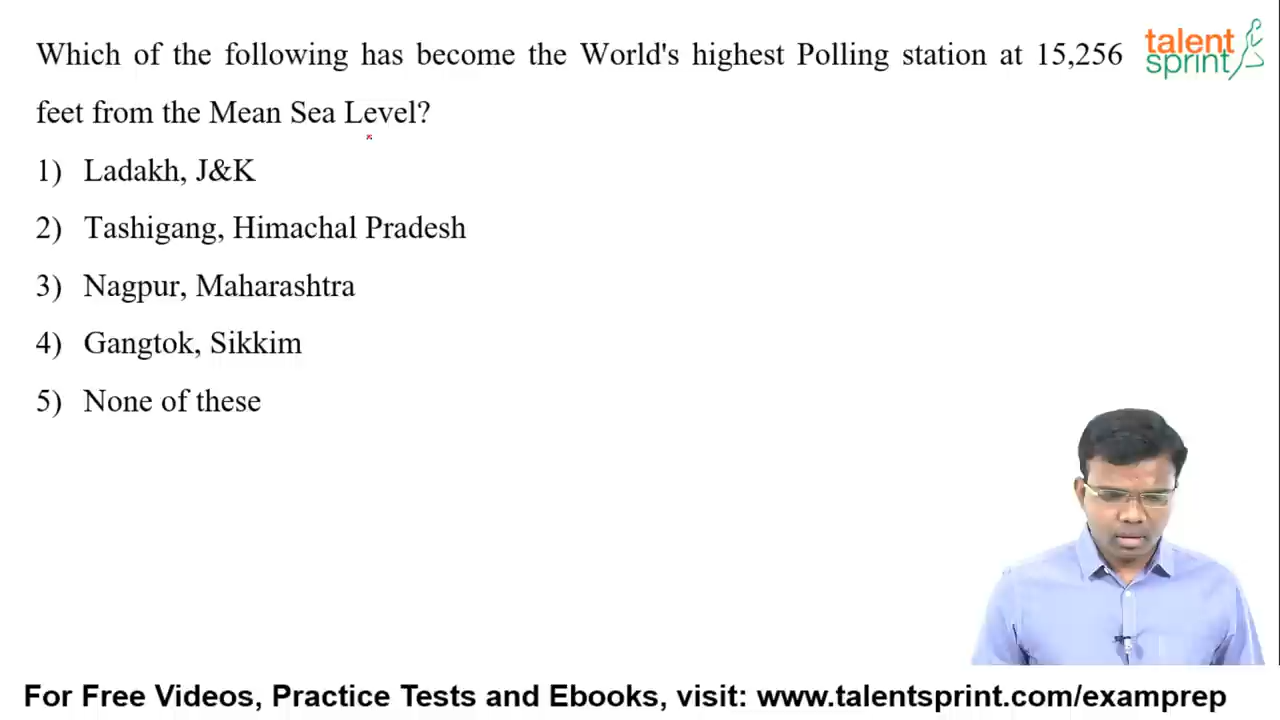 Which of the following has become the World's highest Polling station at 15,256
feet from the Mean Sea Level?
1) Ladakh, J&K
2) Tashigang, Himachal Pradesh
3) Nagpur, Maharashtra
4) Gangtok, Sikkim
5) None of these
talent
sprint
For Free Videos, Practice Tests and Ebooks, visit: www.talentsprint.com/examprep